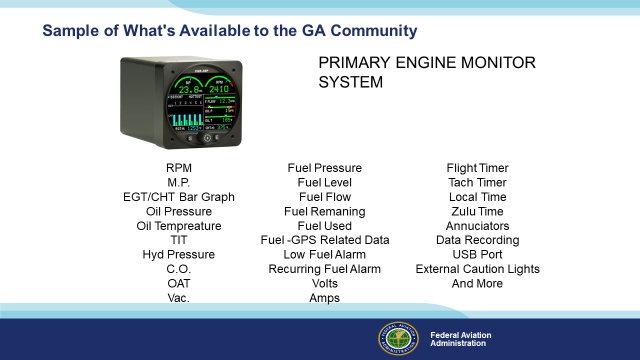 Sample of What's Available to the GA Community
PRIMARY ENGINE MONITOR
SYSTEM
MP
RPM
23.8
2410
RPM
M.P.
EGT/CHT Bar Graph
Oil Pressure
Oil Tempreature
TIT
Hyd Pressure
C.O.
OAT
Vac.
Fuel Pressure
Fuel Level
Fuel Flow
Fuel Remaning
Fuel Used
Fuel -GPS Related Data
Low Fuel Alarm
Recurring Fuel Alarm
Volts
Amps
Flight Timer
Tach Timer
Local Time
Zulu Time
Annuciators
Data Recording
USB Port
External Caution Lights
And More
Federal Aviation
Administration